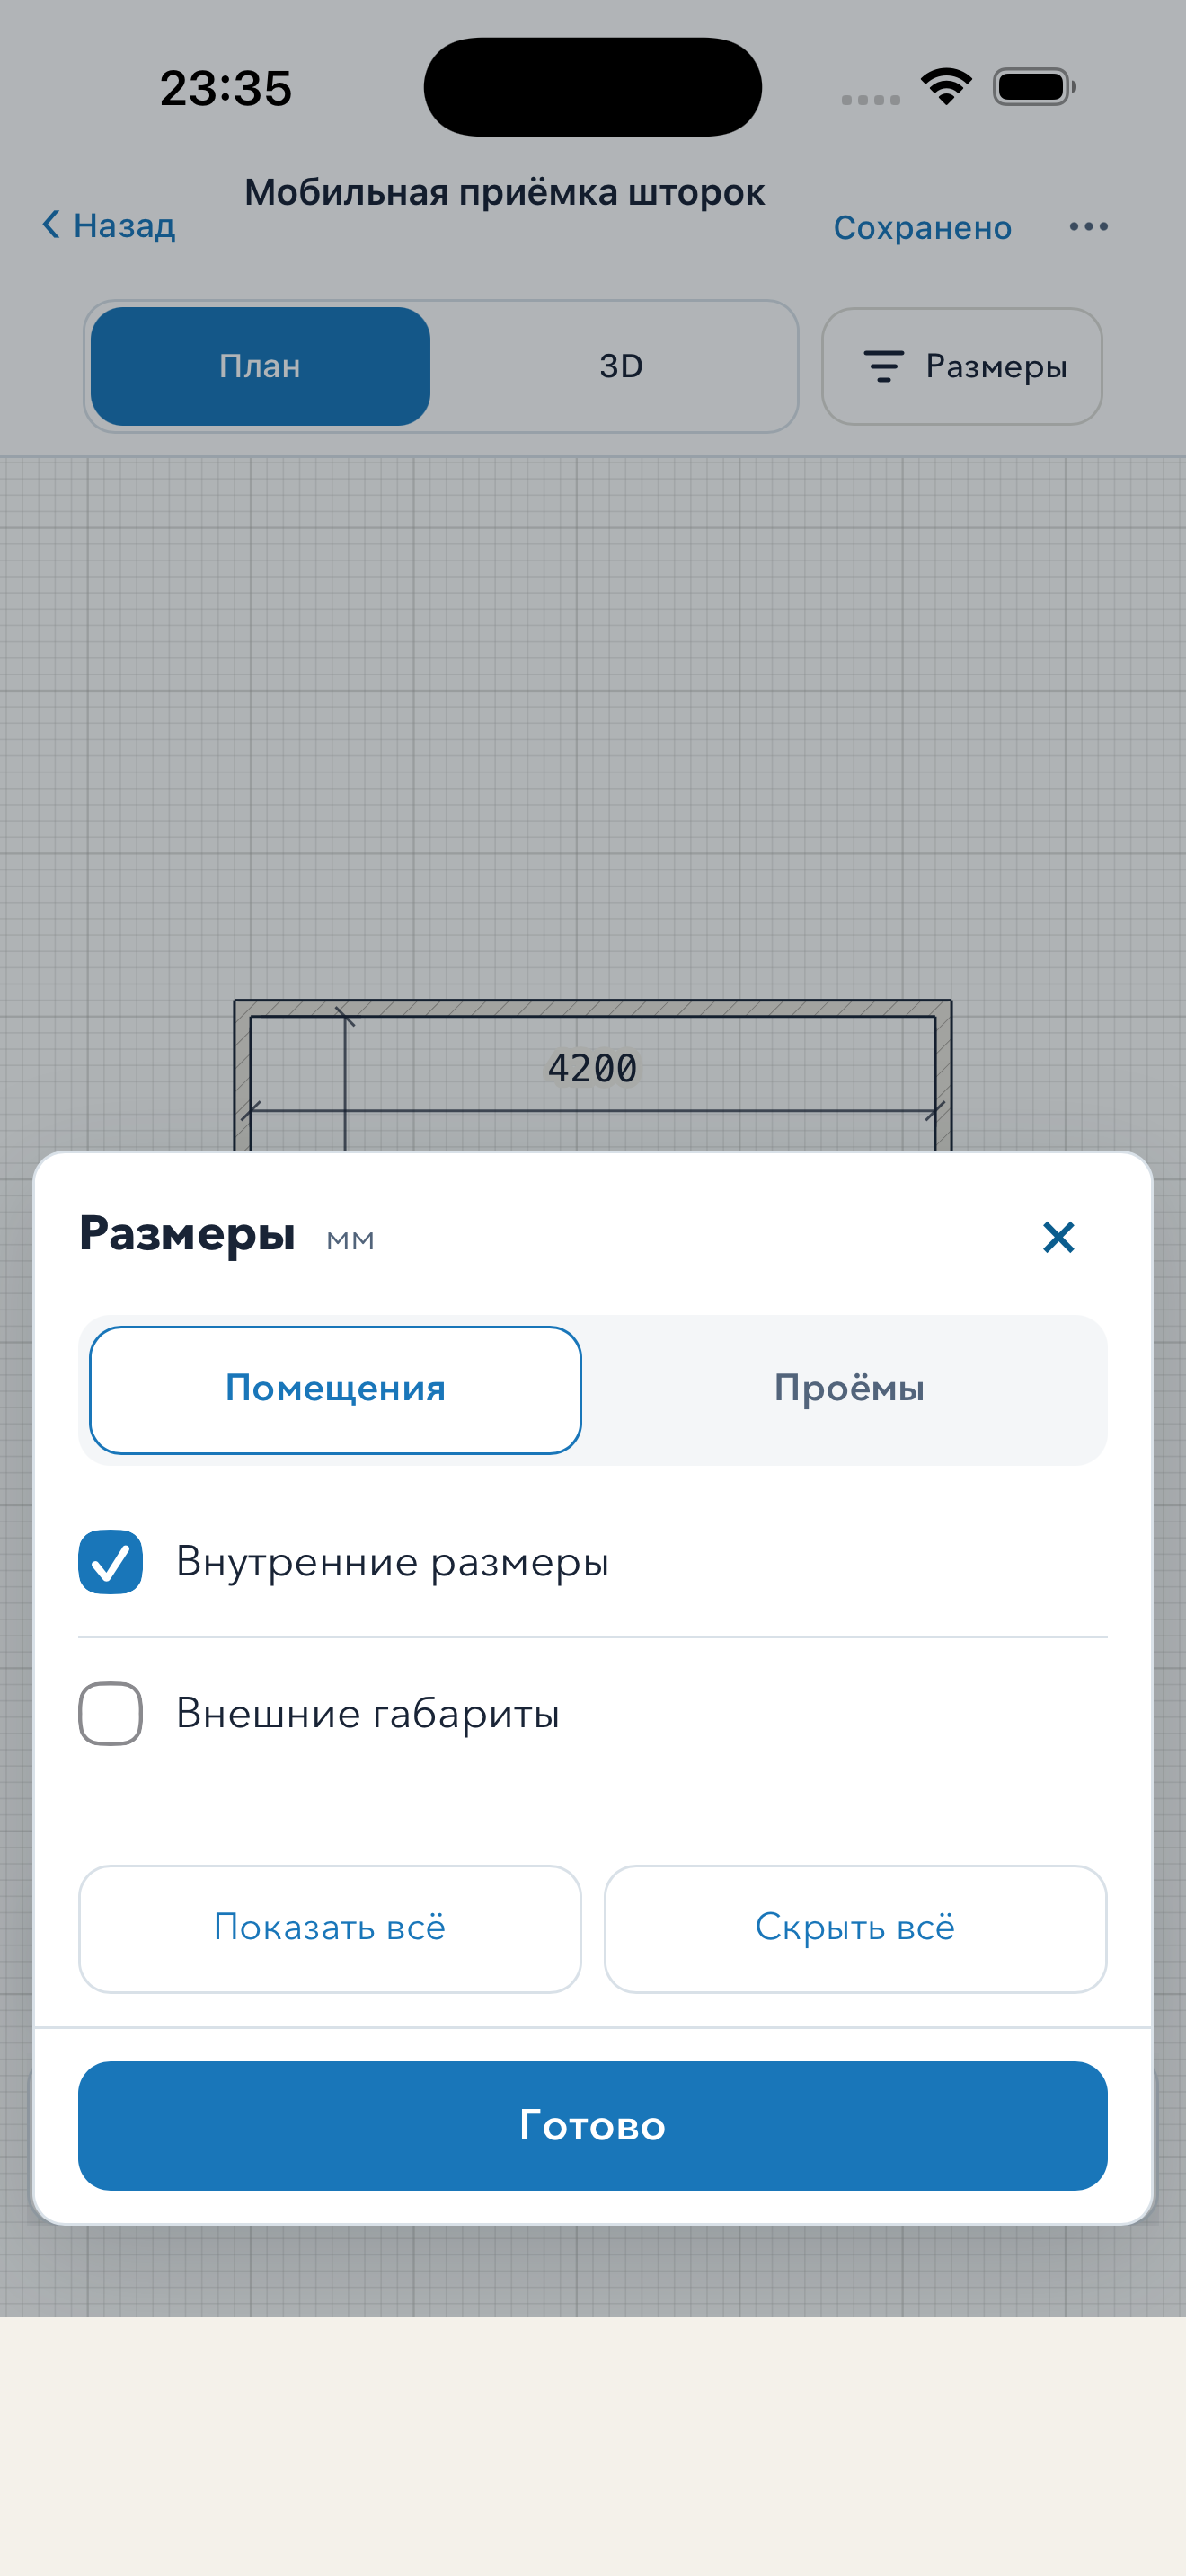 23:35
Мобильная приёмка шторок
Назад
Сохранено
План
3D
Размеры
4200
Размеры мм
Помещения
Проёмы
Внутренние размеры
Внешние габариты
Показать всё
Скрыть всё
Готово